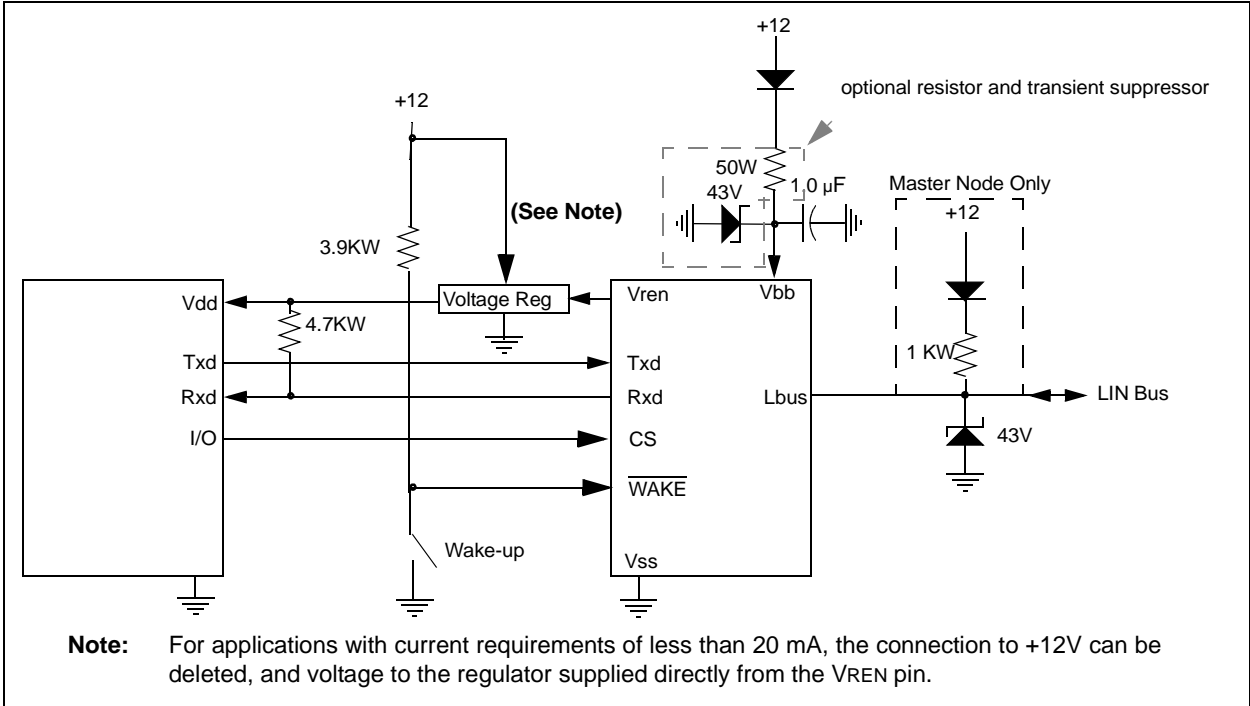 +12
optional resistor and transient suppressor
+12
50W
1.0 µF
43V
Master Node Only
+12
(See Note)
3.9KW
Voltage Reg
Vren
Vbb
Vdd
4.7KW
1 KW
Txd
Txd
Rxd
Rxd
Lbus
LIN Bus
I/O
CS
43V
WAKE
Wake-up
Vss
Note: For applications with current requirements of less than 20 mA, the connection to +12V can be
deleted, and voltage to the regulator supplied directly from the VREN pin.